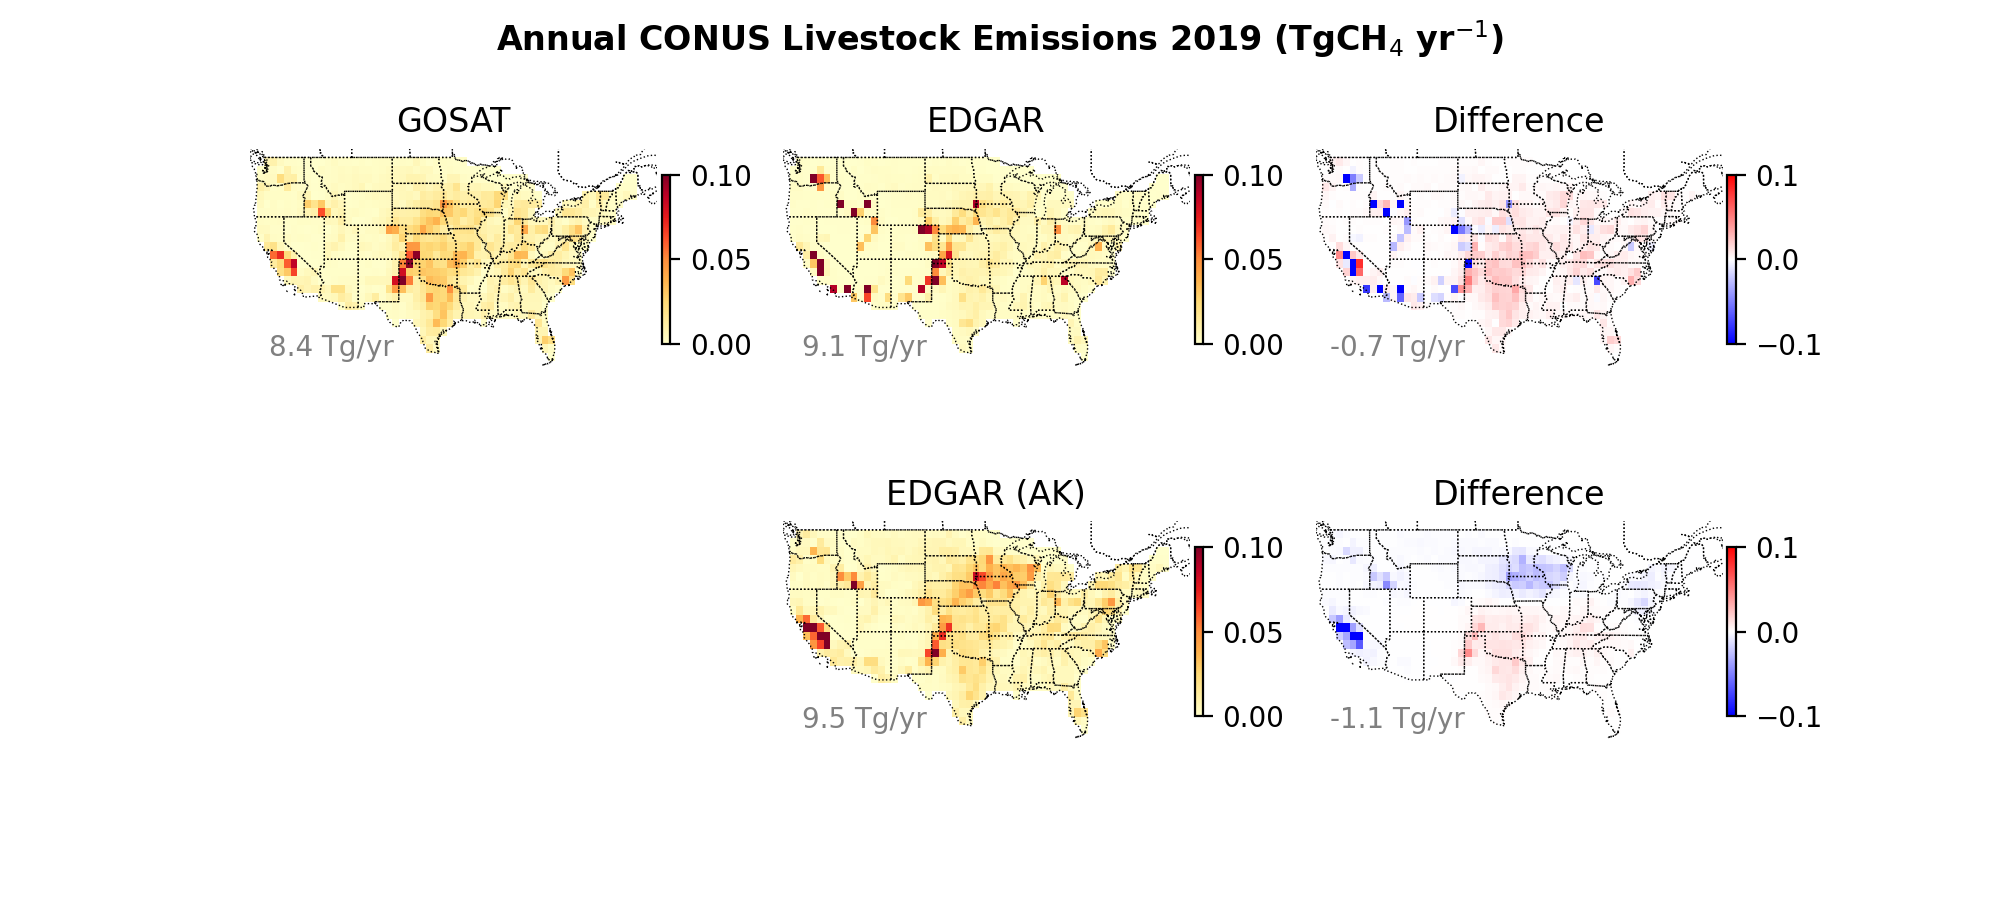 Annual CONUS Livestock Emissions 2019 (TgCH₄ yr⁻¹)
GOSAT
0.10
0.05
0.00
8.4 Tg/yr
EDGAR
0.10
0.05
0.00
9.1 Tg/yr
Difference
0.1
0.0
−0.1
-0.7 Tg/yr
EDGAR (AK)
0.10
0.05
0.00
9.5 Tg/yr
Difference
0.1
0.0
−0.1
-1.1 Tg/yr